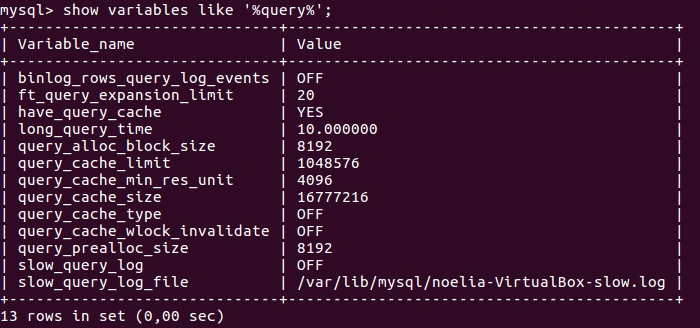 mysql> show variables like '%query%';
+------------------------------+--------------------------------------------+
| Variable_name                | Value                                      |
+------------------------------+--------------------------------------------+
| binlog_rows_query_log_events | OFF                                        |
| ft_query_expansion_limit     | 20                                         |
| have_query_cache             | YES                                        |
| long_query_time              | 10.000000                                  |
| query_alloc_block_size       | 8192                                       |
| query_cache_limit            | 1048576                                    |
| query_cache_min_res_unit     | 4096                                       |
| query_cache_size             | 16777216                                   |
| query_cache_type             | OFF                                        |
| query_cache_wlock_invalidate | OFF                                        |
| query_prealloc_size          | 8192                                       |
| slow_query_log               | OFF                                        |
| slow_query_log_file          | /var/lib/mysql/noelia-VirtualBox-slow.log |
+------------------------------+--------------------------------------------+
13 rows in set (0,00 sec)